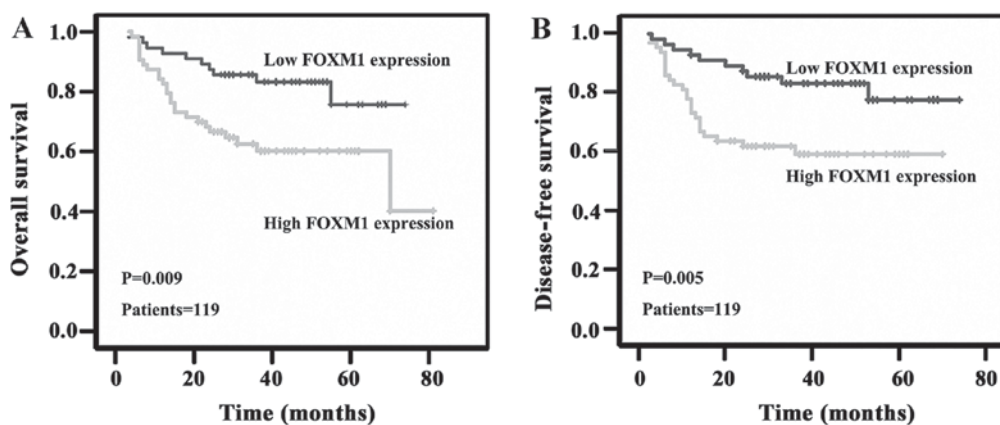 A
Overall survival
1.0
0.8
0.6
0.4
0.2
0.0
Low FOXM1 expression
High FOXM1 expression
P=0.009
Patients=119
0 20 40 60 80
Time (months)
B
Disease-free survival
1.0
0.8
0.6
0.4
0.2
0.0
Low FOXM1 expression
High FOXM1 expression
P=0.005
Patients=119
0 20 40 60 80
Time (months)